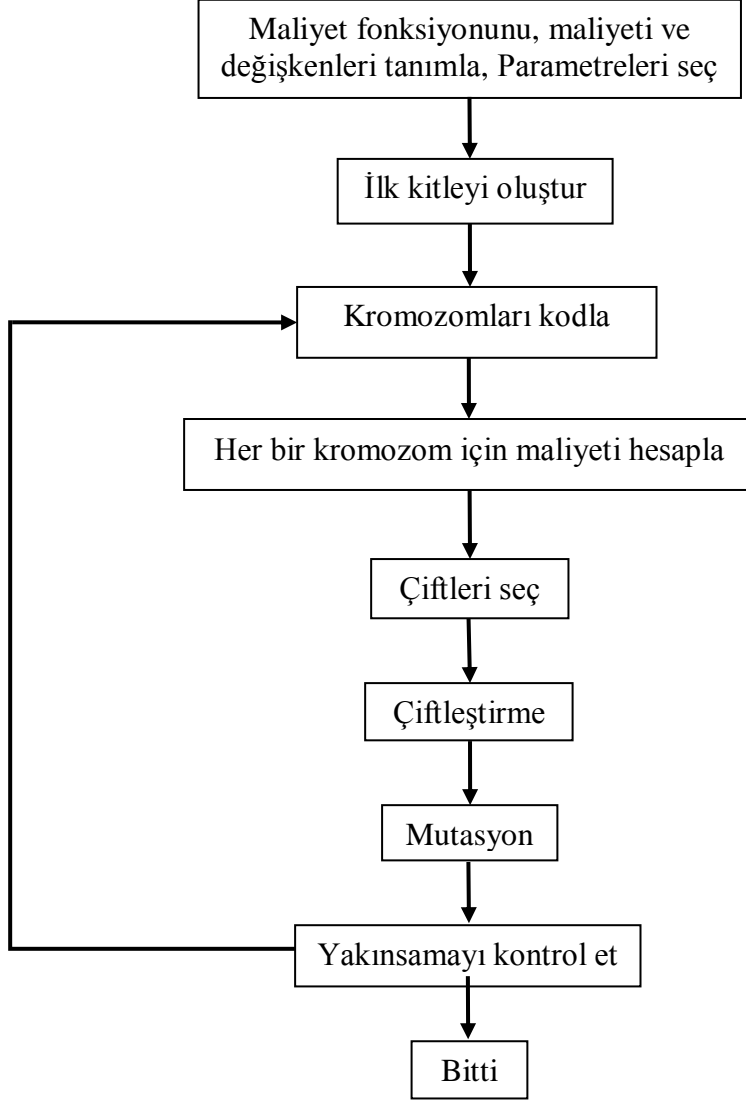 Maliyet fonksiyonunu, maliyeti ve
değişkenleri tanımla, Parametreleri seç
İlk kitleyi oluştur
Kromozomları kodla
Her bir kromozom için maliyeti hesapla
Çiftleri seç
Çiftleştirme
Mutasyon
Yakınsamayı kontrol et
Bitti